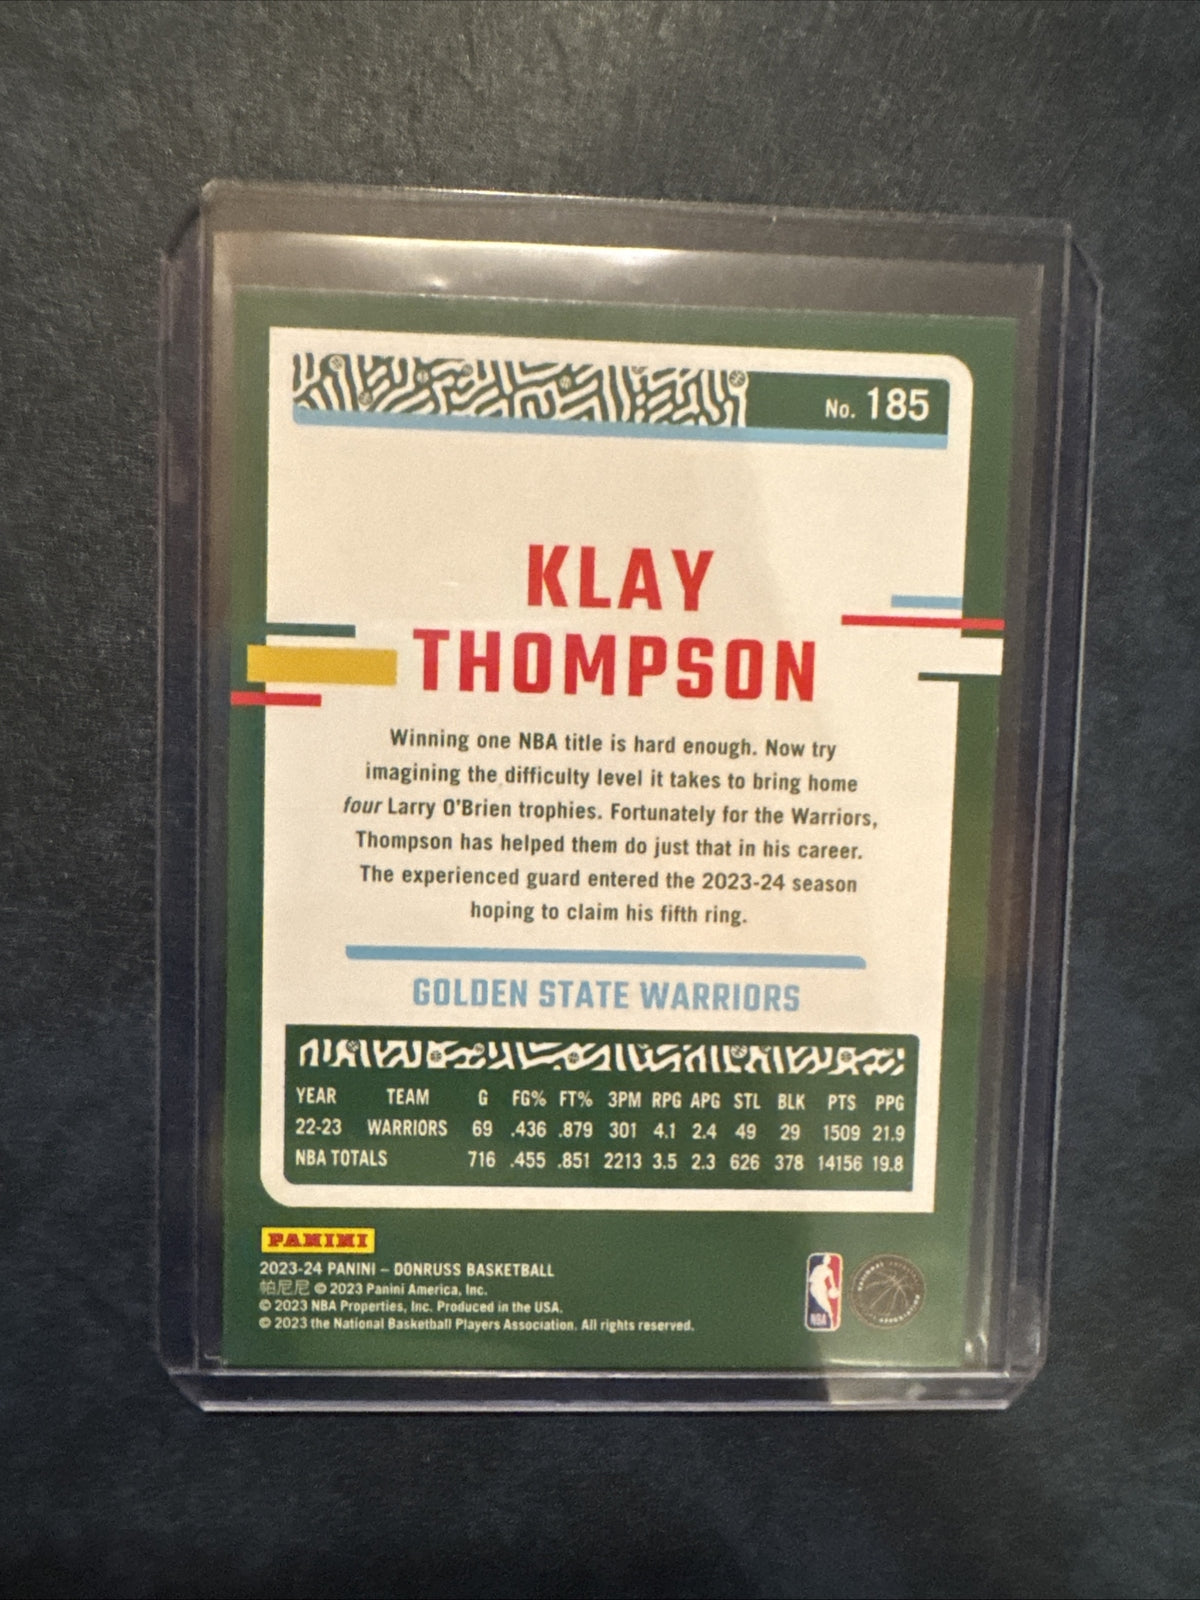 No. 185
KLAY
THOMPSON
Winning one NBA title is hard enough. Now try
imagining the difficulty level it takes to bring home
four Larry O'Brien trophies. Fortunately for the Warriors,
Thompson has helped them do just that in his career.
The experienced guard entered the 2023-24 season
hoping to claim his fifth ring.
GOLDEN STATE WARRIORS
YEAR TEAM G FG% FT% 3PM RPG APG STL BLK PTS PPG
22-23 WARRIORS 69 .436 .879 301 4.1 2.4 49 29 1509 21.9
NBA TOTALS 716 .455 .851 2213 3.5 2.3 626 378 14156 19.8
PANINI
2023-24 PANINI – DONRUSS BASKETBALL
帕尼尼 © 2023 Panini America, Inc.
© 2023 NBA Properties, Inc. Produced in the USA.
© 2023 the National Basketball Players Association. All rights reserved.
NBA